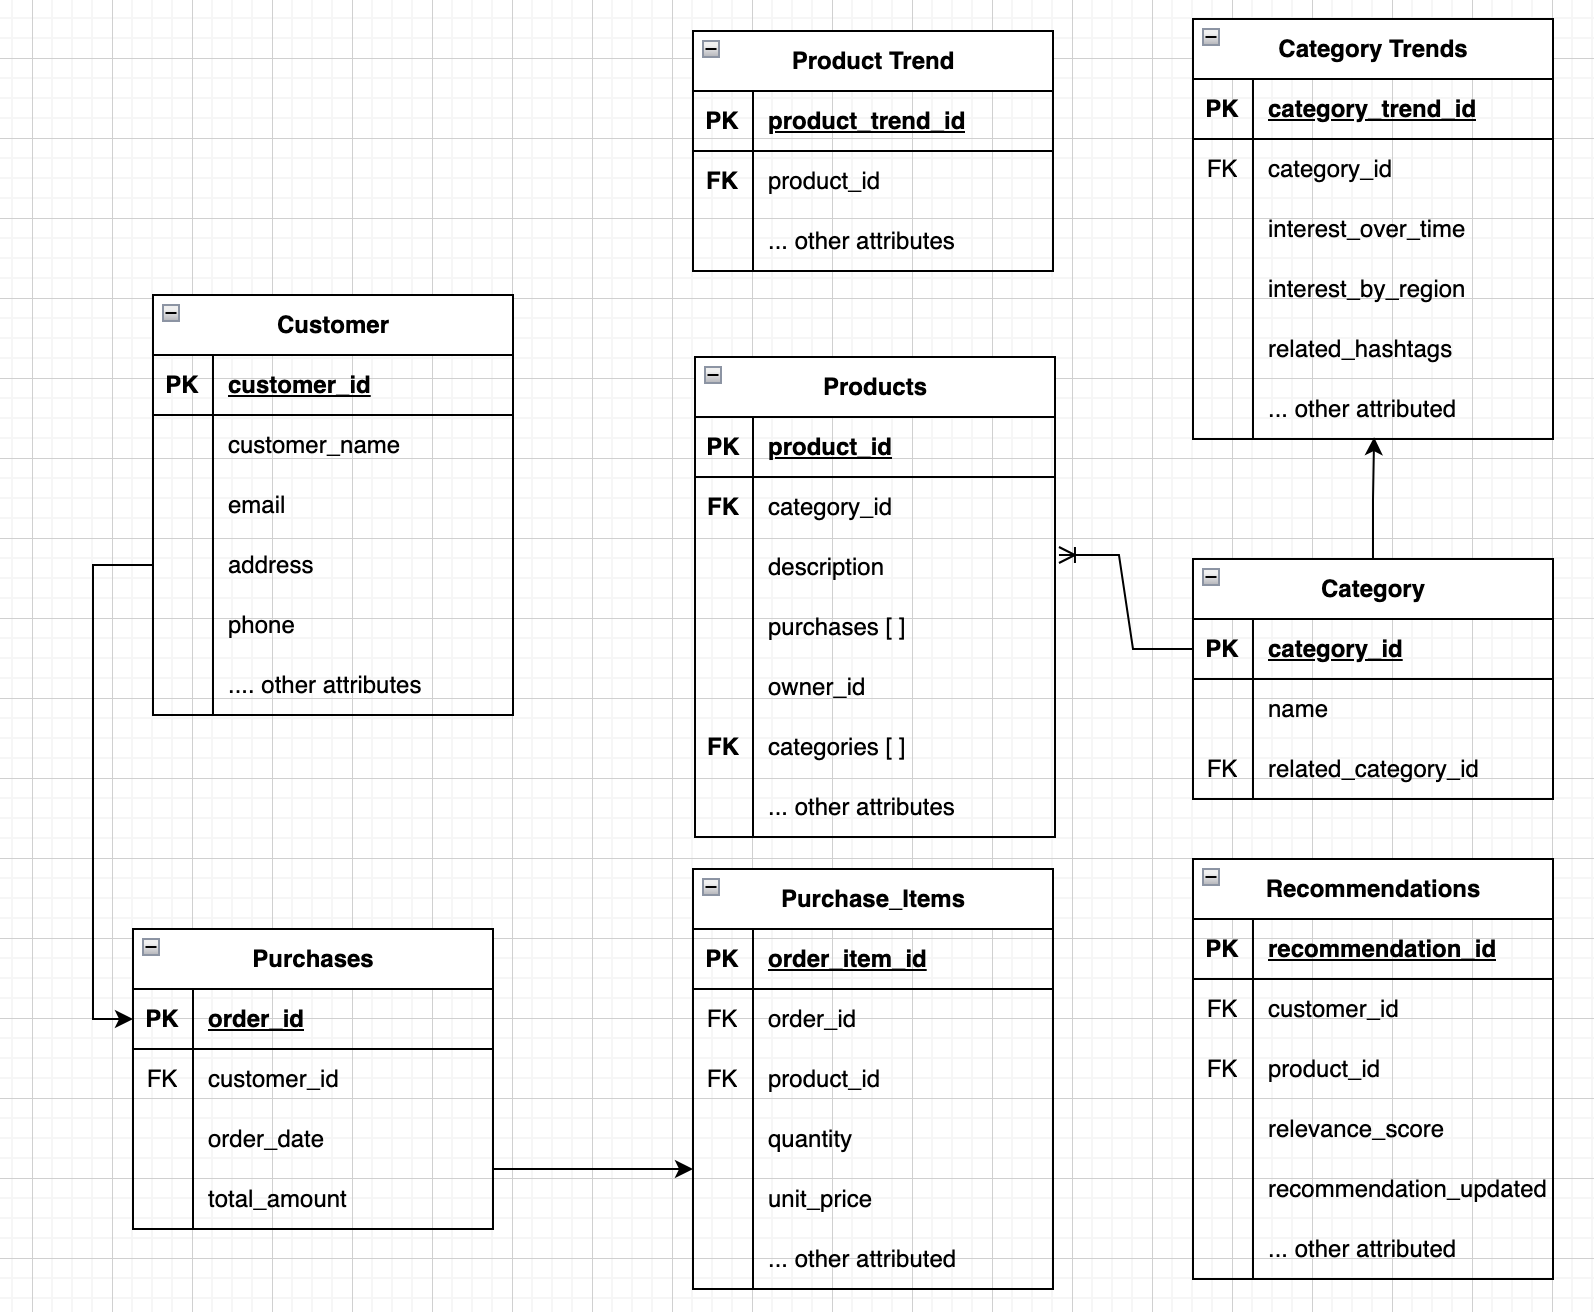 Product Trend
PK product_trend_id
FK product_id
... other attributes
Category Trends
PK category_trend_id
FK category_id
interest_over_time
interest_by_region
related_hashtags
... other attributed
Customer
PK customer_id
customer_name
email
address
phone
.... other attributes
Products
PK product_id
FK category_id
description
purchases [ ]
owner_id
FK categories [ ]
... other attributes
Category
PK category_id
name
FK related_category_id
Purchases
PK order_id
FK customer_id
order_date
total_amount
Purchase_Items
PK order_item_id
FK order_id
FK product_id
quantity
unit_price
... other attributed
Recommendations
PK recommendation_id
FK customer_id
FK product_id
relevance_score
recommendation_updated
... other attributed